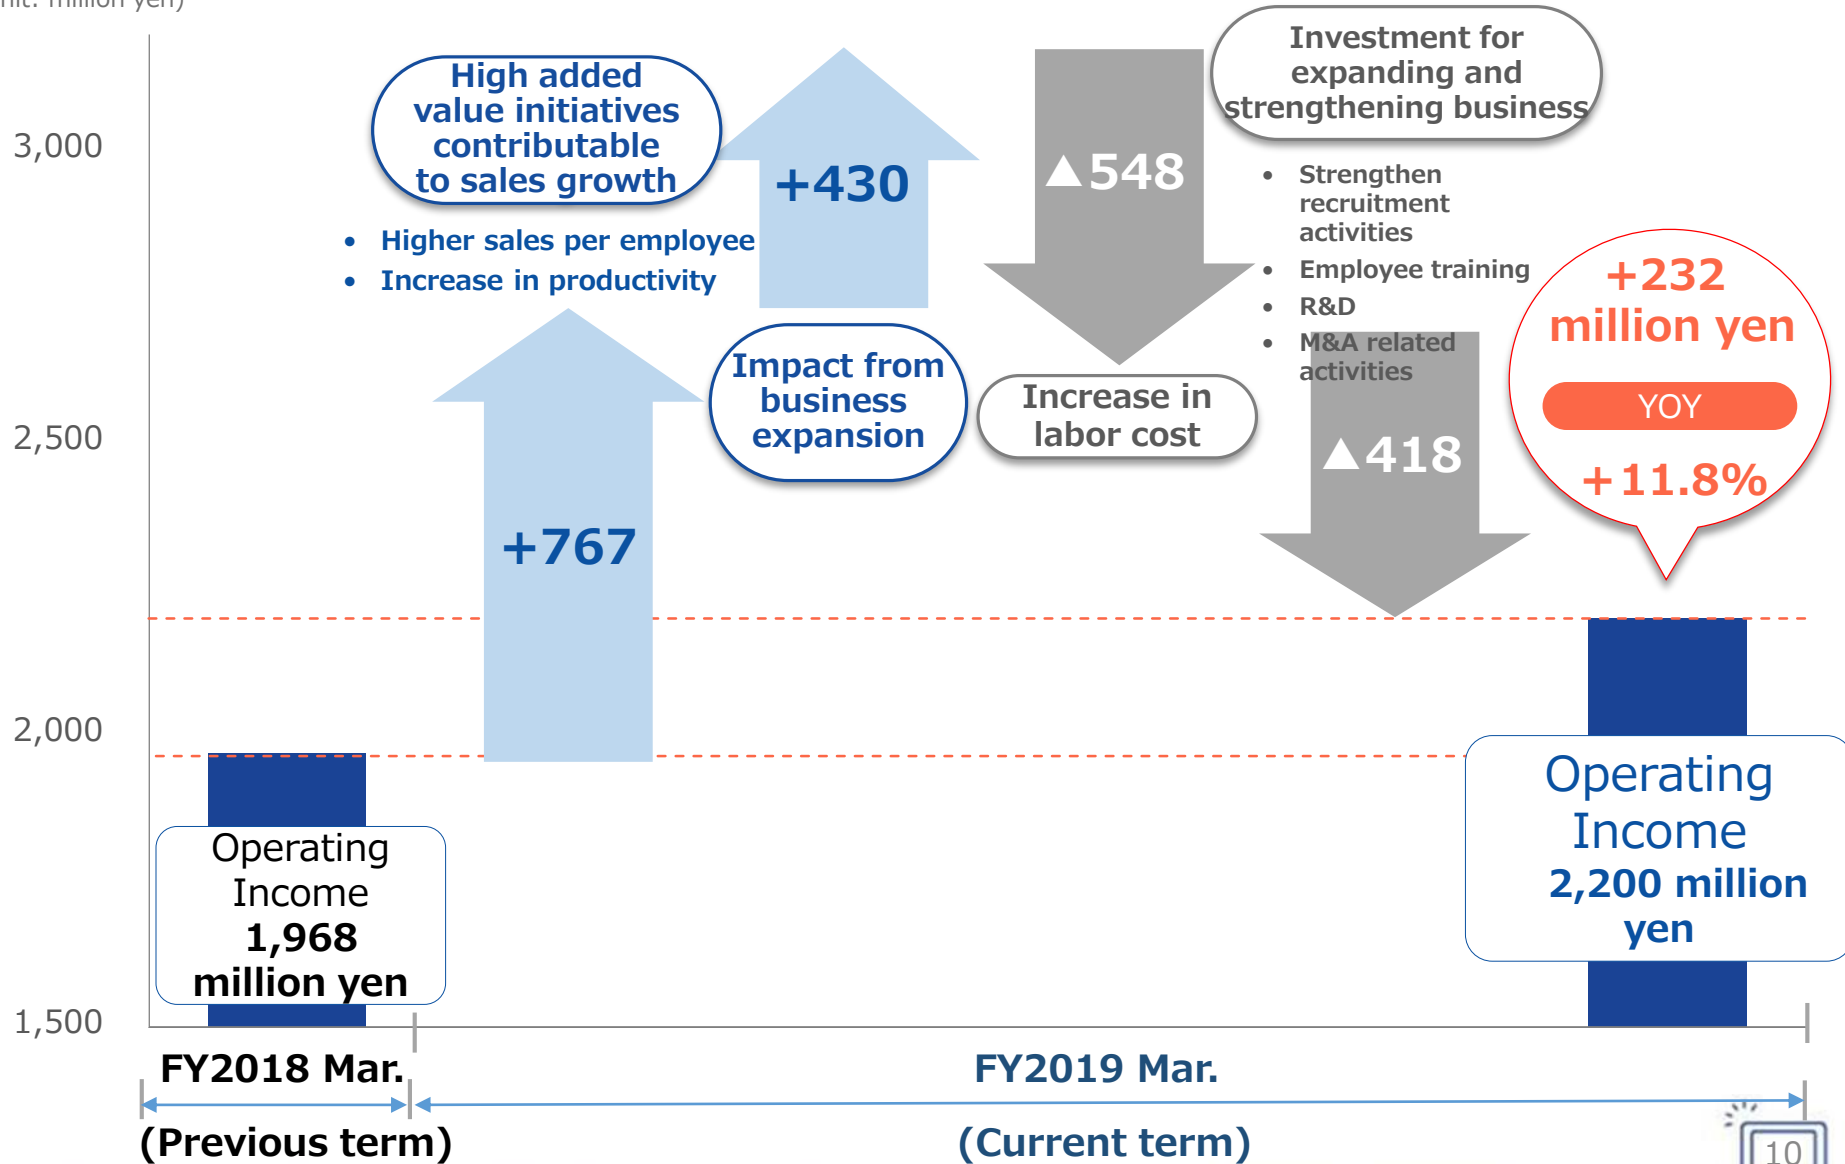 million yen)
3,000
2,500
2,000
1,500
High added
value initiatives
contributable
to sales growth
• Higher sales per employee
• Increase in productivity
+767
+430
Impact from
business
expansion
▲548
Increase in
labor cost
Investment for
expanding and
strengthening business
• Strengthen
recruitment
activities
• Employee training
• R&D
• M&A related
activities
▲418
+232
million yen
YOY
+11.8%
Operating
Income
1,968
million yen
Operating
Income
2,200 million
yen
FY2018 Mar.
(Previous term)
FY2019 Mar.
(Current term)
10